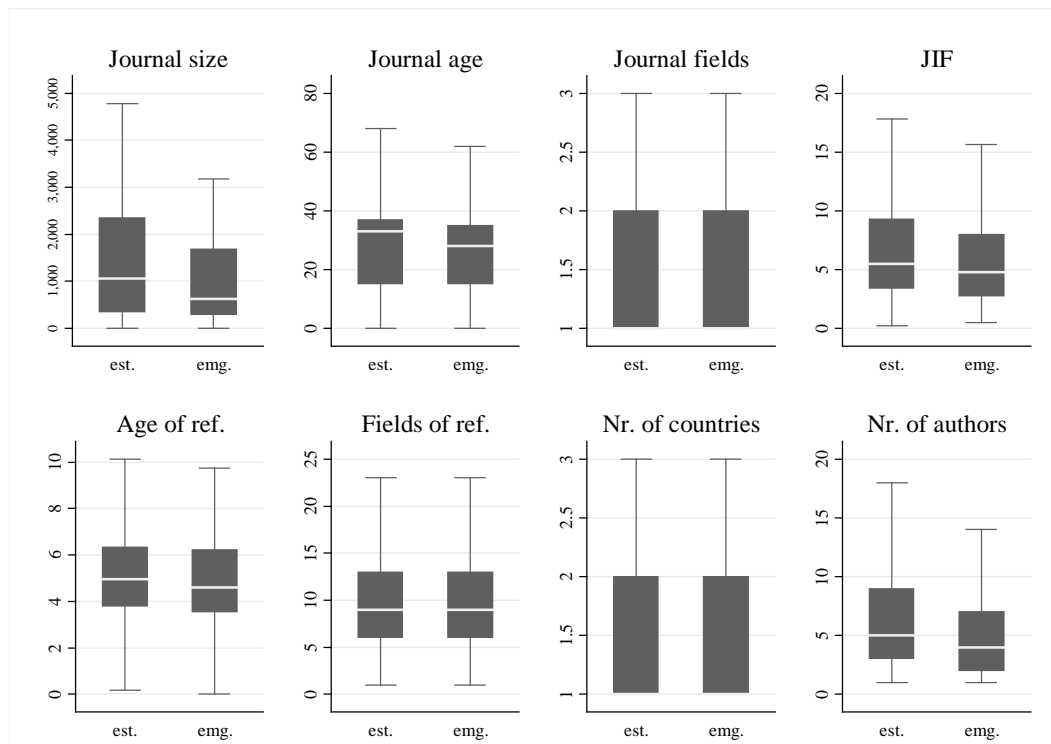 Journal size
5,000
4,000
3,000
2,000
1,000
0
est. emg.
Journal age
80
60
40
20
0
est. emg.
Journal fields
3
2.5
2
1.5
1
est. emg.
JIF
20
15
10
5
0
est. emg.
Age of ref.
10
8
6
4
2
0
est. emg.
Fields of ref.
25
20
15
10
5
0
est. emg.
Nr. of countries
3
2.5
2
1.5
1
est. emg.
Nr. of authors
20
15
10
5
0
est. emg.